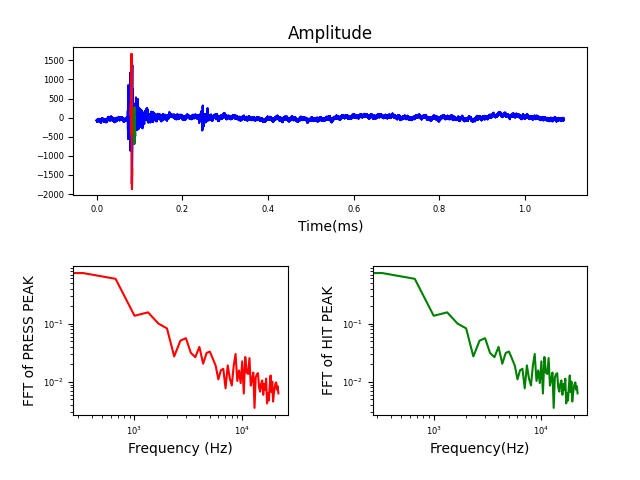 Amplitude
1500
1000
500
0
−500
−1000
−1500
−2000
0.0 0.2 0.4 0.6 0.8 1.0
Time(ms)
FFT of PRESS PEAK
10⁻¹
10⁻²
10³ 10⁴
Frequency (Hz)
FFT of HIT PEAK
10⁻¹
10⁻²
10³ 10⁴
Frequency(Hz)